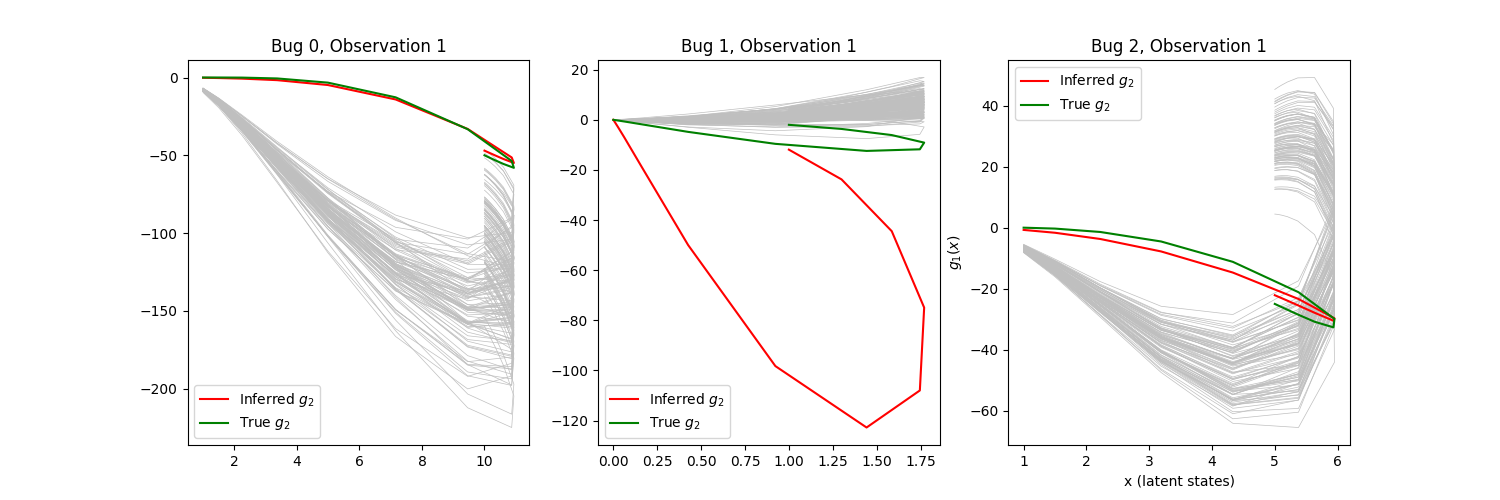 Bug 0, Observation 1
0
−50
−100
−150
−200
2 4 6 8 10
Inferred g₂
True g₂
Bug 1, Observation 1
20
0
−20
−40
−60
−80
−100
−120
0.00 0.25 0.50 0.75 1.00 1.25 1.50 1.75
Inferred g₂
True g₂
Bug 2, Observation 1
Inferred g₂
True g₂
g₁(x)
40
20
0
−20
−40
−60
1 2 3 4 5 6
x (latent states)